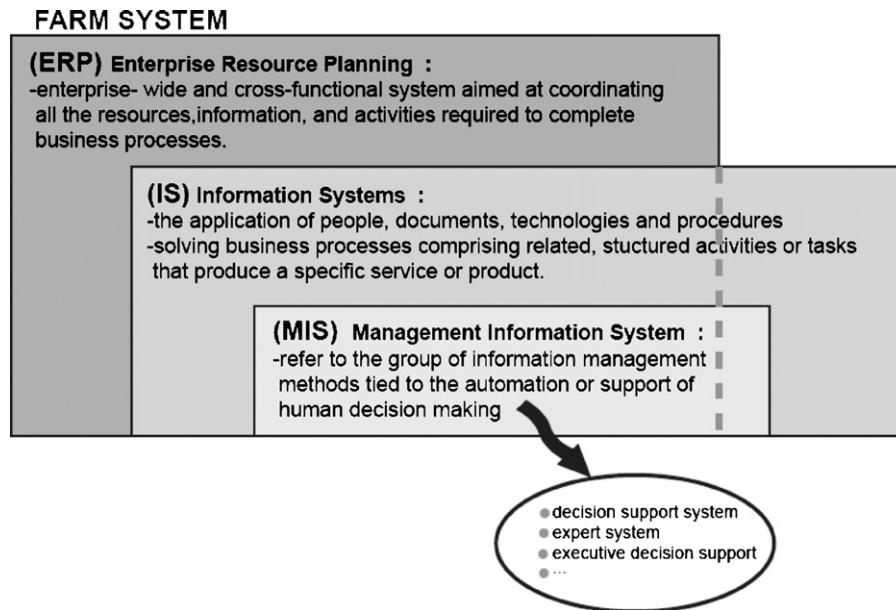 FARM SYSTEM
(ERP) Enterprise Resource Planning :
-enterprise- wide and cross-functional system aimed at coordinating
all the resources,information, and activities required to complete
business processes.
(IS) Information Systems :
-the application of people, documents, technologies and procedures
-solving business processes comprising related, stuctured activities or tasks
that produce a specific service or product.
(MIS) Management Information System :
-refer to the group of information management
methods tied to the automation or support of
human decision making
decision support system
expert system
executive decision support
...